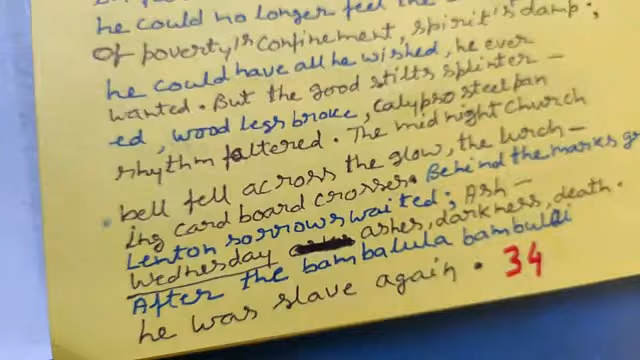 he could no longer feel the
Of poverty's confinement, spirit's damp;
he could have all he wished, he ever
wanted. But the good stilts splinter-
ed, wood legs broke, calypso steel pan
rhythm faltered. The midnight church
bell fell across the glow, the lurch-
ing card board crosses. Behind the masks gr
Lenton sorrows waited; Ash-
Wednesday ashes, darkness, death.
After the bambalula bambulai
he was slave again. 34